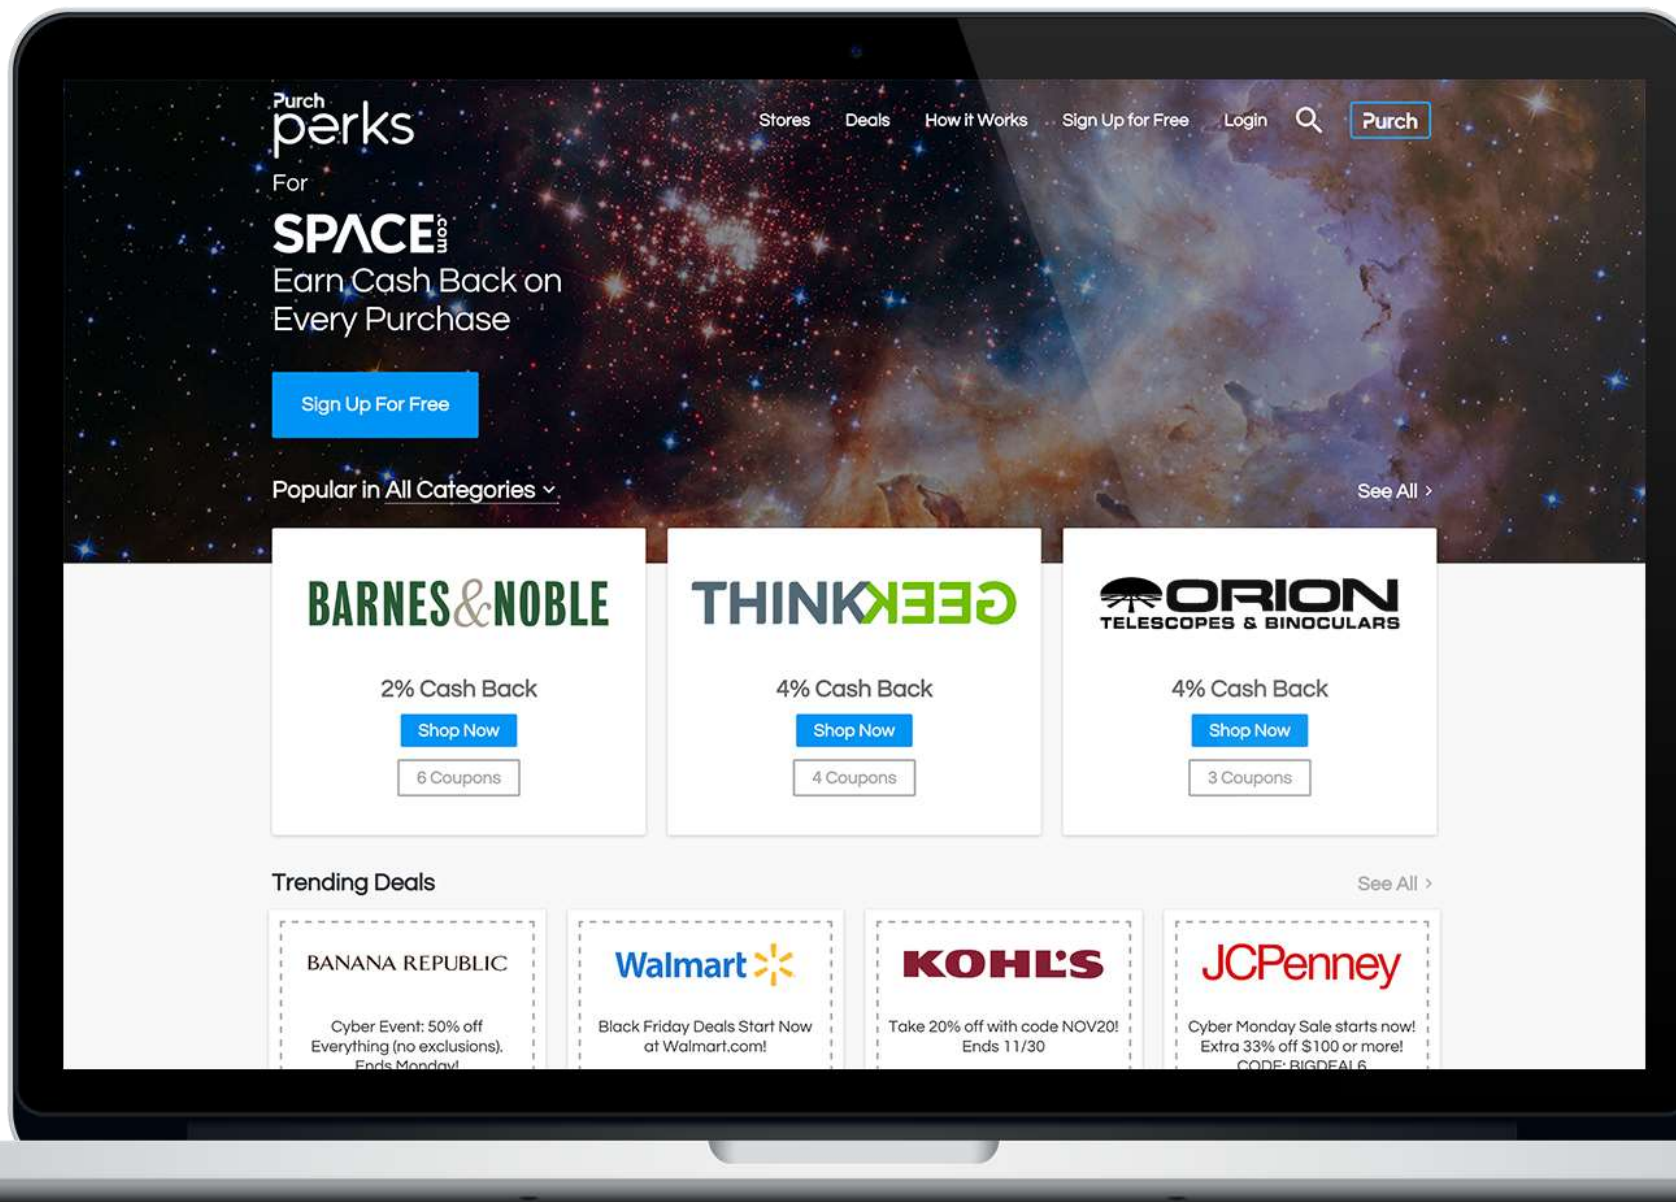 Purch
perks
Stores Deals How it Works Sign Up for Free Login Purch
For
SPACE.com
Earn Cash Back on
Every Purchase
Sign Up For Free
Popular in All Categories
See All >
BARNES&NOBLE
2% Cash Back
Shop Now
6 Coupons
THINKGEEK
4% Cash Back
Shop Now
4 Coupons
ORION
TELESCOPES & BINOCULARS
4% Cash Back
Shop Now
3 Coupons
Trending Deals
See All >
BANANA REPUBLIC
Cyber Event: 50% off
Everything (no exclusions).
Ends Monday!
Walmart
Black Friday Deals Start Now
at Walmart.com!
KOHL'S
Take 20% off with code NOV20!
Ends 11/30
JCPenney
Cyber Monday Sale starts now!
Extra 33% off $100 or more!
CODE: BIGDEAL6